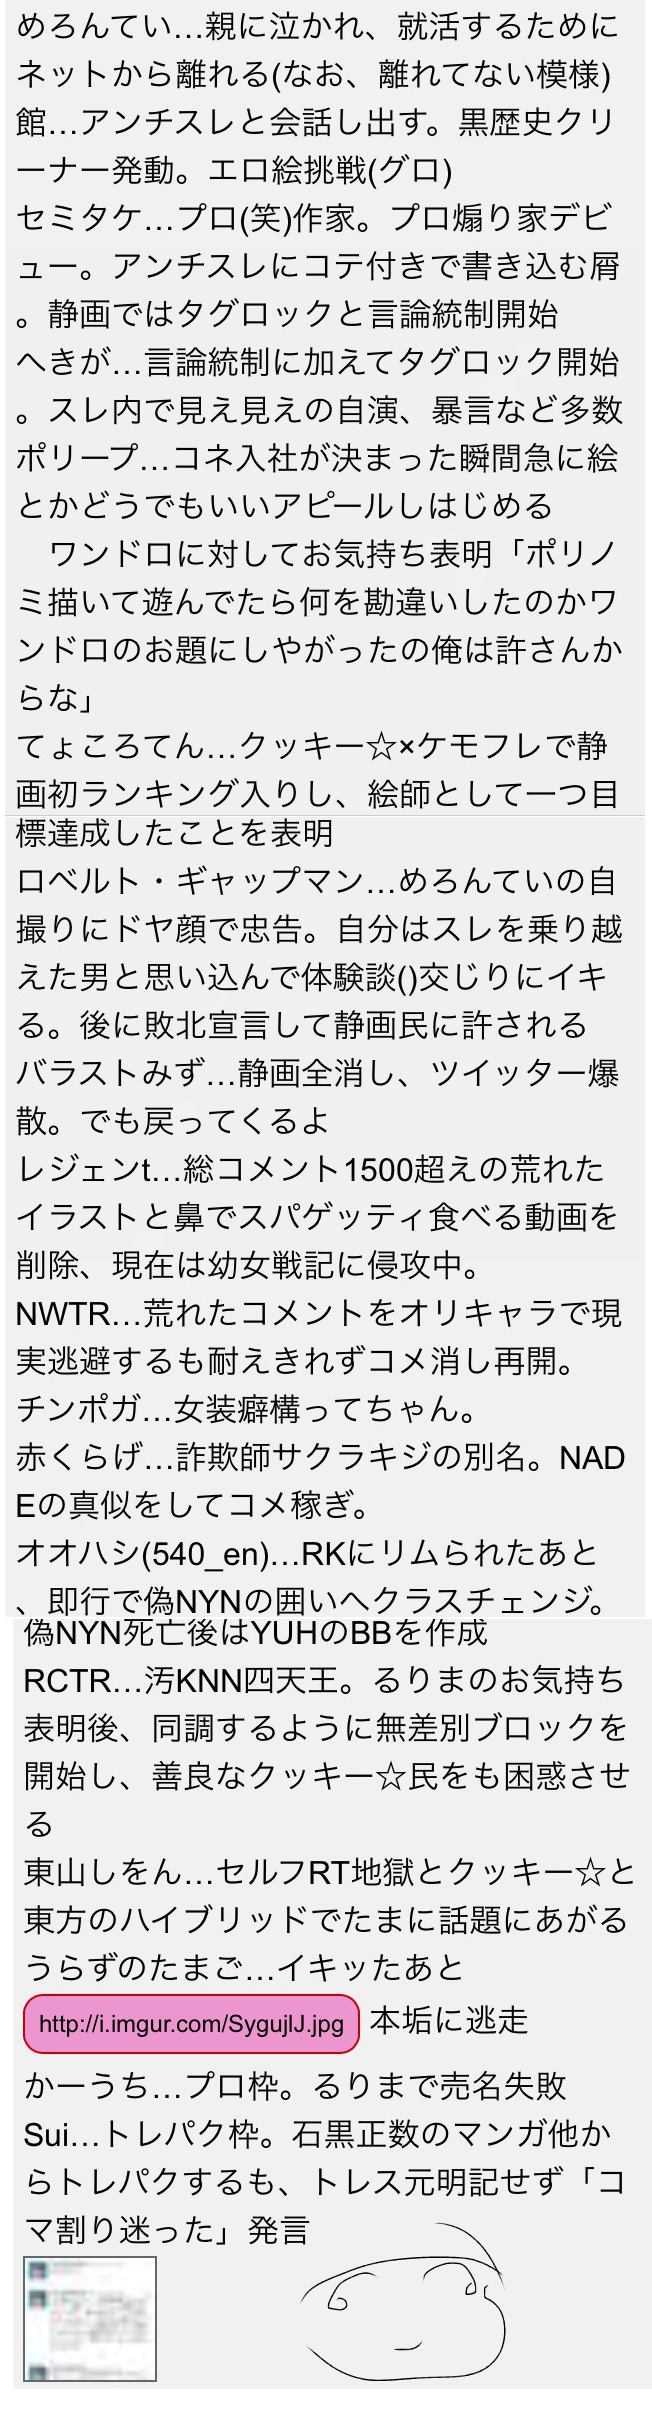 めろんてい…親に泣かれ、就活するために
ネットから離れる(なお、離れてない模様)
館…アンチスレと会話し出す。黒歴史クリ
ーナー発動。エロ絵挑戦(グロ)
セミタケ…プロ(笑)作家。プロ煽り家デビ
ュー。アンチスレにコテ付きで書き込む屑
。静画ではタグロックと言論統制開始
へきが…言論統制に加えてタグロック開始
。スレ内で見え見えの自演、暴言など多数
ポリープ…コネ入社が決まった瞬間急に絵
とかどうでもいいアピールしはじめる
　ワンドロに対してお気持ち表明「ポリノ
ミ描いて遊んでたら何を勘違いしたのかワ
ンドロのお題にしやがったの俺は許さんか
らな」
てょころてん…クッキー☆×ケモフレで静
画初ランキング入りし、絵師として一つ目
標達成したことを表明
ロベルト・ギャップマン…めろんていの自
撮りにドヤ顔で忠告。自分はスレを乗り越
えた男と思い込んで体験談()交じりにイキ
る。後に敗北宣言して静画民に許される
バラストみず…静画全消し、ツイッター爆
散。でも戻ってくるよ
レジェンt…総コメント1500超えの荒れた
イラストと鼻でスパゲッティ食べる動画を
削除、現在は幼女戦記に侵攻中。
NWTR…荒れたコメントをオリキャラで現
実逃避するも耐えきれずコメ消し再開。
チンポガ…女装癖構ってちゃん。
赤くらげ…詐欺師サクラキジの別名。NAD
Eの真似をしてコメ稼ぎ。
オオハシ(540_en)…RKにリムられたあと
、即行で偽NYNの囲いへクラスチェンジ。
偽NYN死亡後はYUHのBBを作成
RCTR…汚KNN四天王。るりまのお気持ち
表明後、同調するように無差別ブロックを
開始し、善良なクッキー☆民をも困惑させ
る
東山しをん…セルフRT地獄とクッキー☆と
東方のハイブリッドでたまに話題にあがる
うらずのたまご…イキッたあと
http://i.imgur.com/SygujlJ.jpg 本垢に逃走
かーうち…プロ枠。るりまで売名失敗
Sui…トレパク枠。石黒正数のマンガ他か
らトレパクするも、トレス元明記せず「コ
マ割り迷った」発言